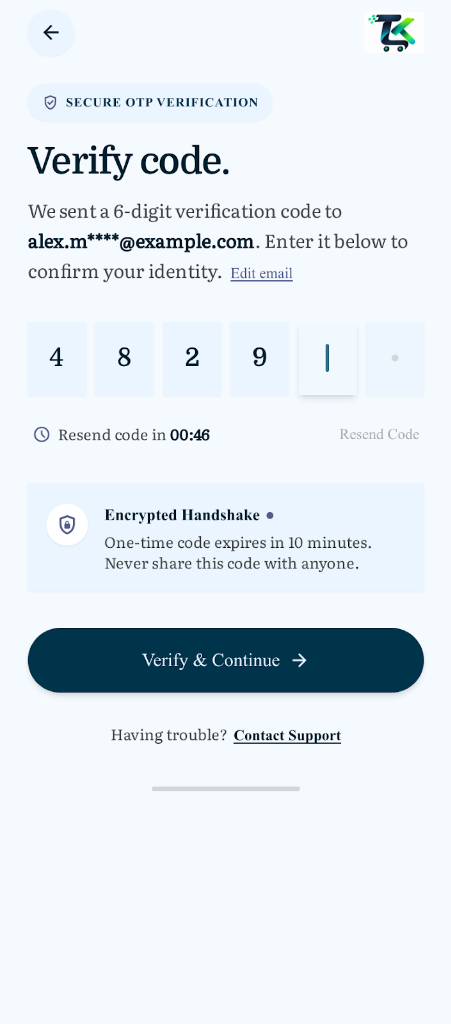 TK
SECURE OTP VERIFICATION
Verify code.
We sent a 6-digit verification code to
alex.m****@example.com. Enter it below to
confirm your identity. Edit email
4 8 2 9
Resend code in 00:46 Resend Code
Encrypted Handshake
One-time code expires in 10 minutes.
Never share this code with anyone.
Verify & Continue →
Having trouble? Contact Support